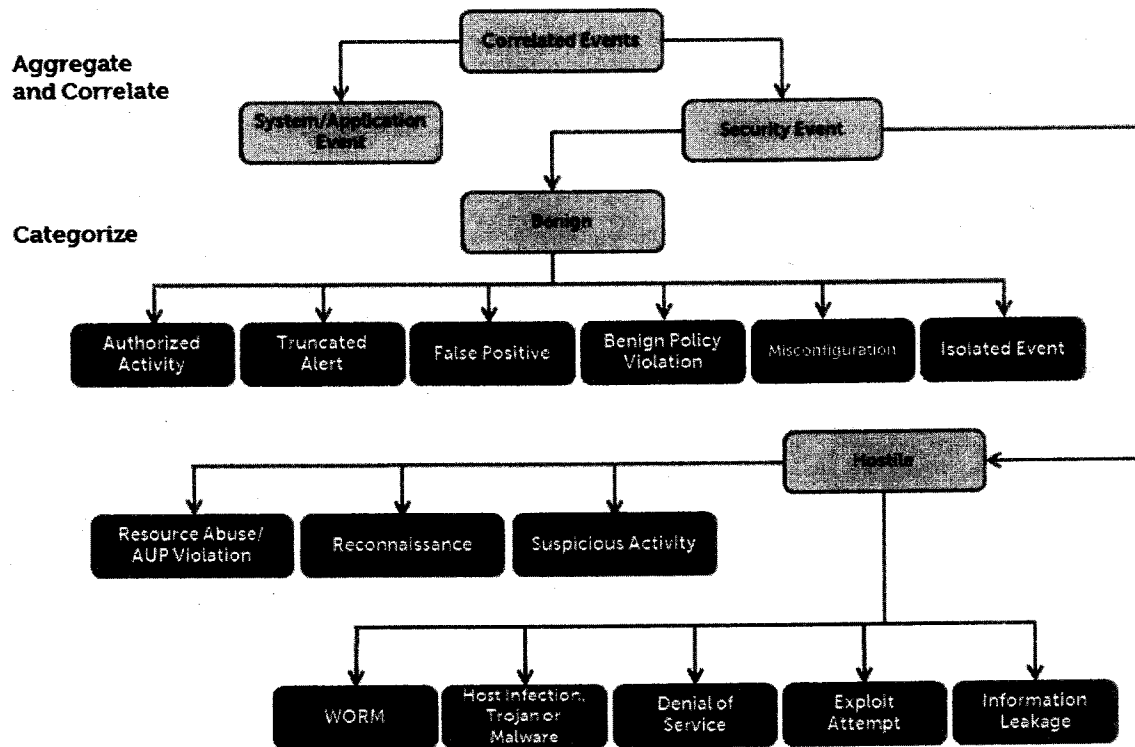 Correlated Events
Aggregate
and Correlate
System/Application
Event
Security Event
Benign
Categorize
Authorized
Activity
Truncated
Alert
False Positive
Benign Policy
Violation
Misconfiguration
Isolated Event
Hostile
Resource Abuse/
AUP Violation
Reconnaissance
Suspicious Activity
WORM
Host Infection,
Trojan or
Malware
Denial of
Service
Exploit
Attempt
Information
Leakage